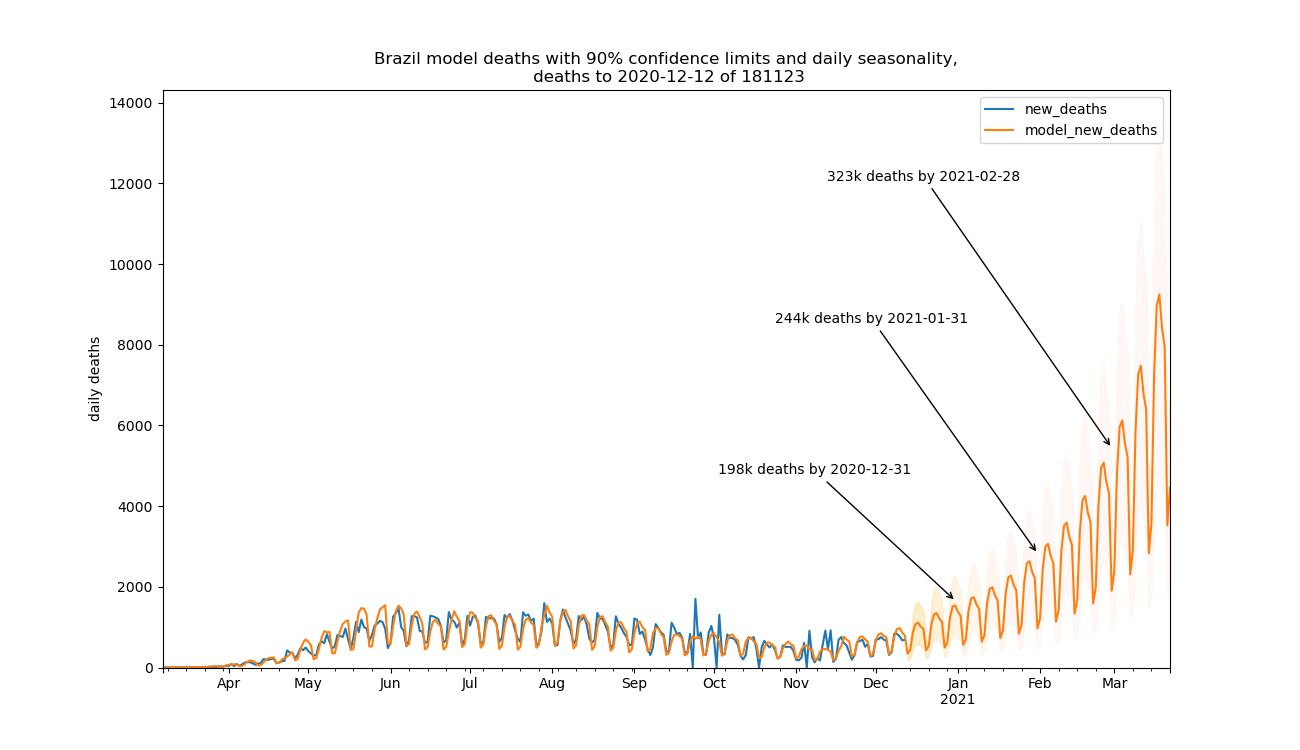 Brazil model deaths with 90% confidence limits and daily seasonality,
deaths to 2020-12-12 of 181123
14000
12000
10000
8000
6000
4000
2000
0
daily deaths
new_deaths
model_new_deaths
323k deaths by 2021-02-28
244k deaths by 2021-01-31
198k deaths by 2020-12-31
Apr May Jun Jul Aug Sep Oct Nov Dec Jan Feb Mar
2021